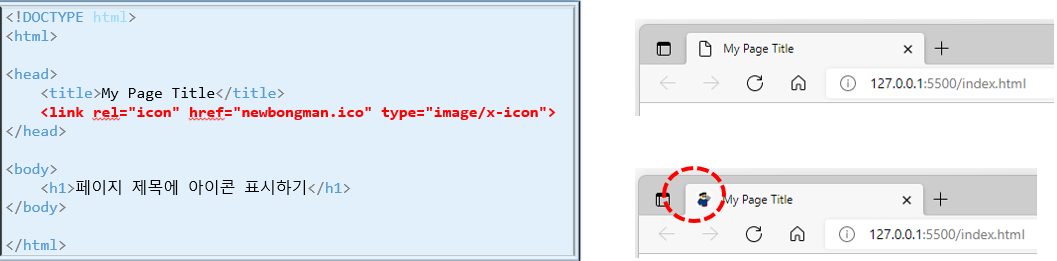 <!DOCTYPE html>
<html>
<head>
<title>My Page Title</title>
<link rel="icon" href="newbongman.ico" type="image/x-icon">
</head>
<body>
<h1>페이지 제목에 아이콘 표시하기</h1>
</body>
</html>
My Page Title
127.0.0.1:5500/index.html
My Page Title
127.0.0.1:5500/index.html